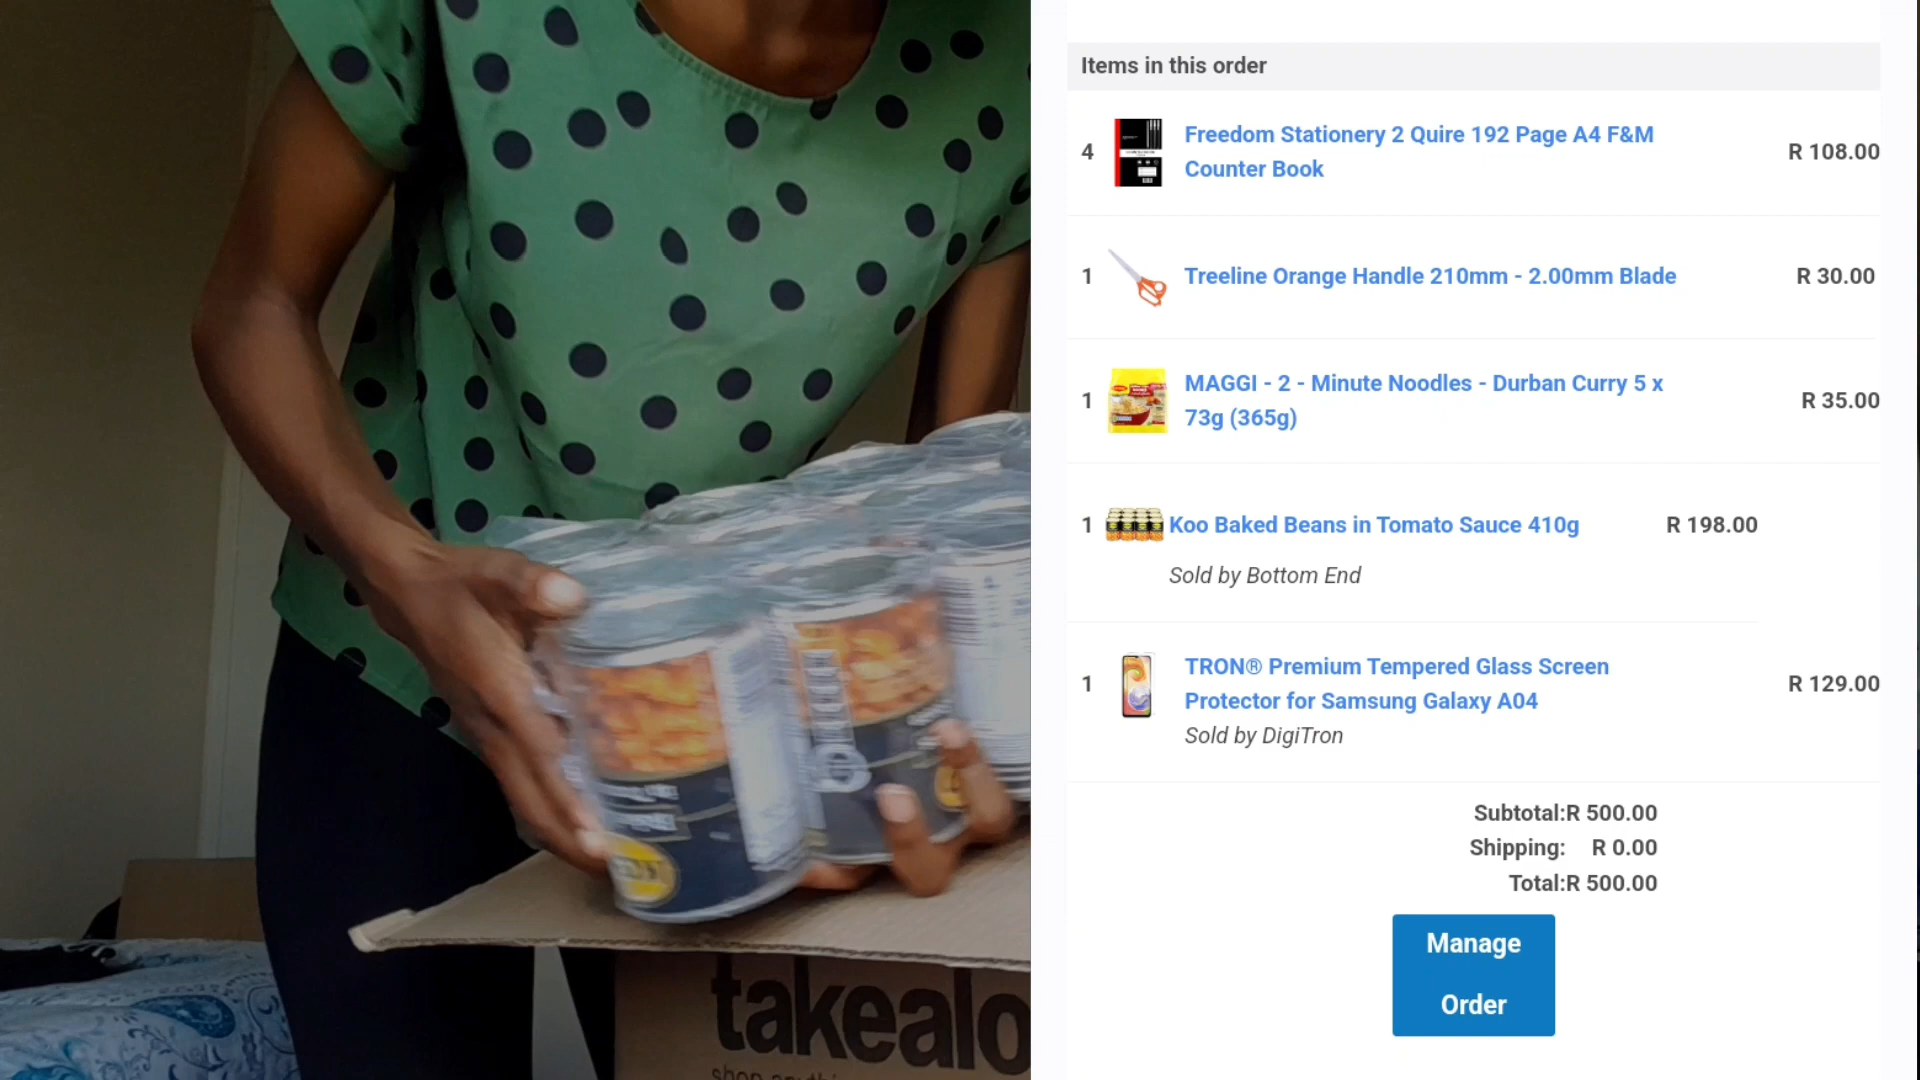 takealo
Items in this order
4 Freedom Stationery 2 Quire 192 Page A4 F&M R 108.00
Counter Book
1 Treeline Orange Handle 210mm - 2.00mm Blade R 30.00
1 MAGGI - 2 - Minute Noodles - Durban Curry 5 x R 35.00
73g (365g)
1 Koo Baked Beans in Tomato Sauce 410g R 198.00
Sold by Bottom End
1 TRON® Premium Tempered Glass Screen R 129.00
Protector for Samsung Galaxy A04
Sold by DigiTron
Subtotal:R 500.00
Shipping: R 0.00
Total:R 500.00
Manage
Order